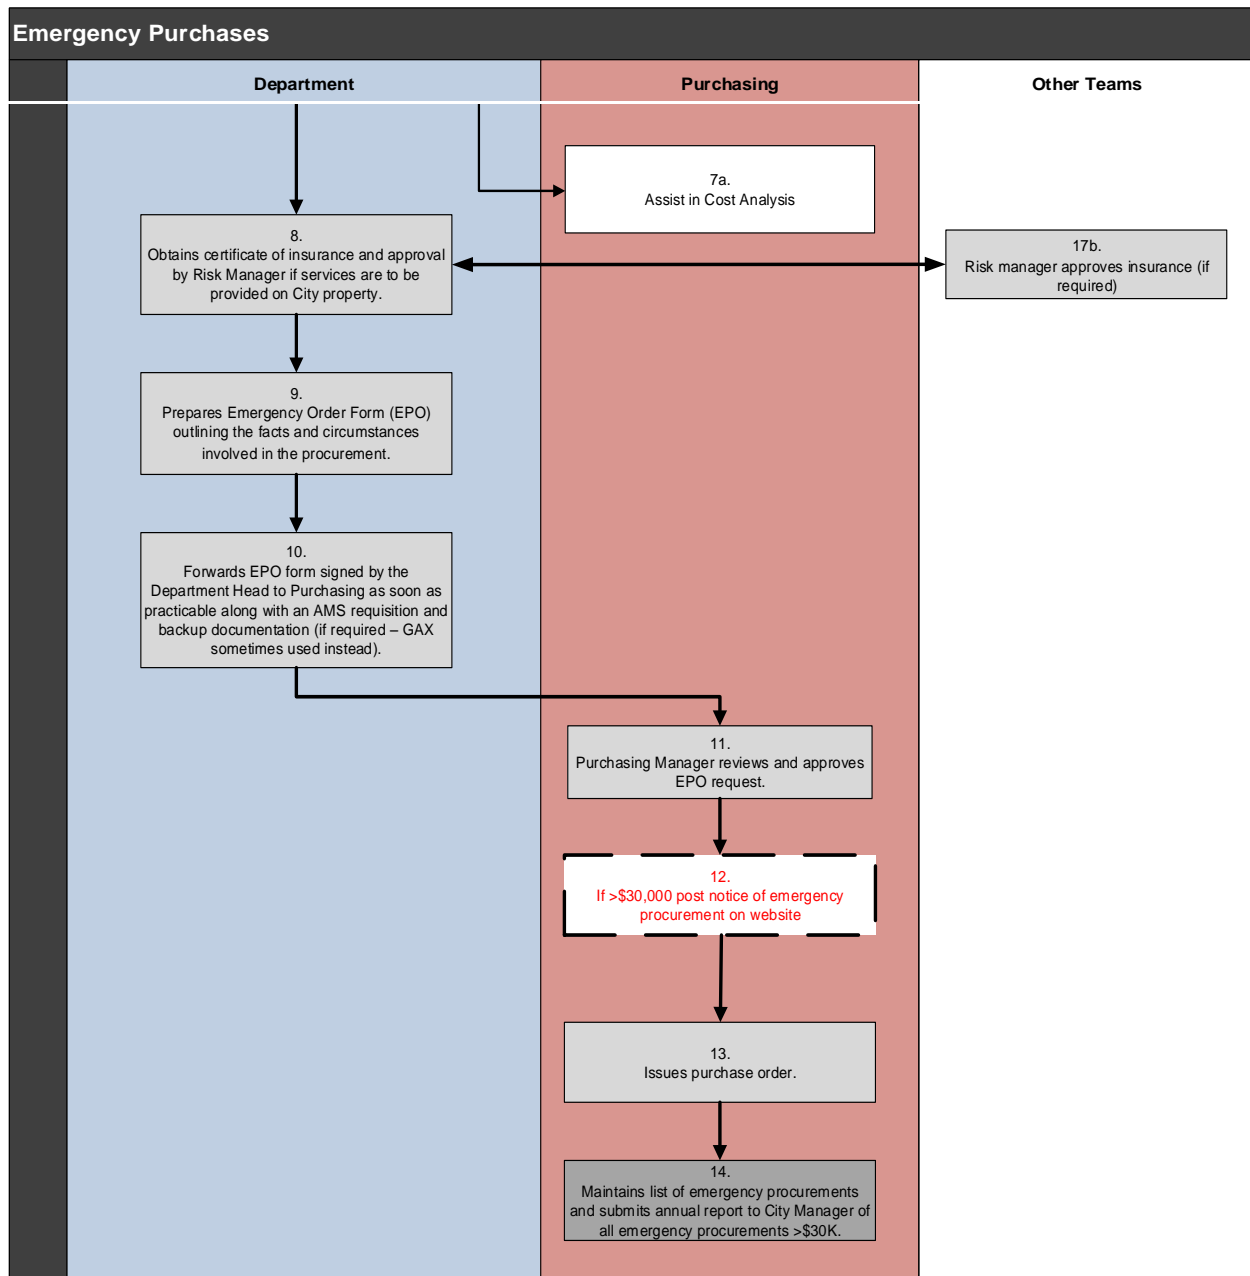 Emergency Purchases
Department
Purchasing
Other Teams
7a.
Assist in Cost Analysis
8.
Obtains certificate of insurance and approval
by Risk Manager if services are to be
provided on City property.
17b.
Risk manager approves insurance (if
required)
9.
Prepares Emergency Order Form (EPO)
outlining the facts and circumstances
involved in the procurement.
10.
Forwards EPO form signed by the
Department Head to Purchasing as soon as
practicable along with an AMS requisition and
backup documentation (if required – GAX
sometimes used instead).
11.
Purchasing Manager reviews and approves
EPO request.
12.
If >$30,000 post notice of emergency
procurement on website
13.
Issues purchase order.
14.
Maintains list of emergency procurements
and submits annual report to City Manager of
all emergency procurements >$30K.